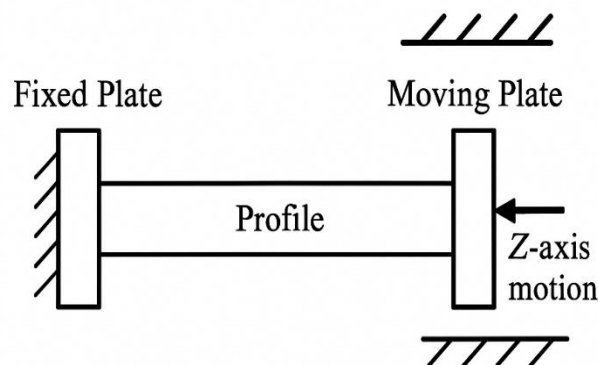 Fixed Plate
Moving Plate
Profile
Z-axis
motion